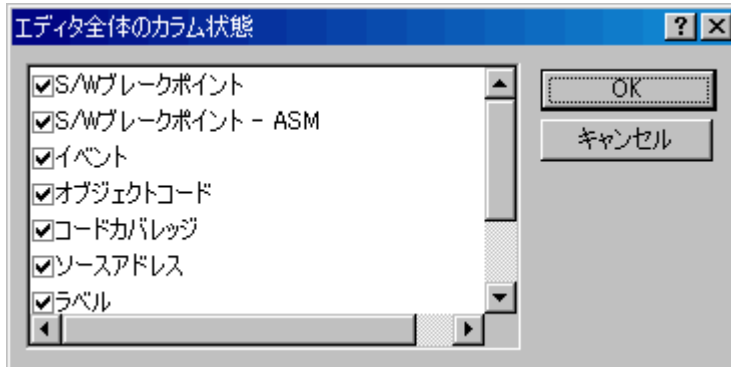 エディタ全体のカラム状態
S/Wブレークポイント
S/Wブレークポイント - ASM
イベント
オブジェクトコード
コードカバレッジ
ソースアドレス
ラベル
OK
キャンセル